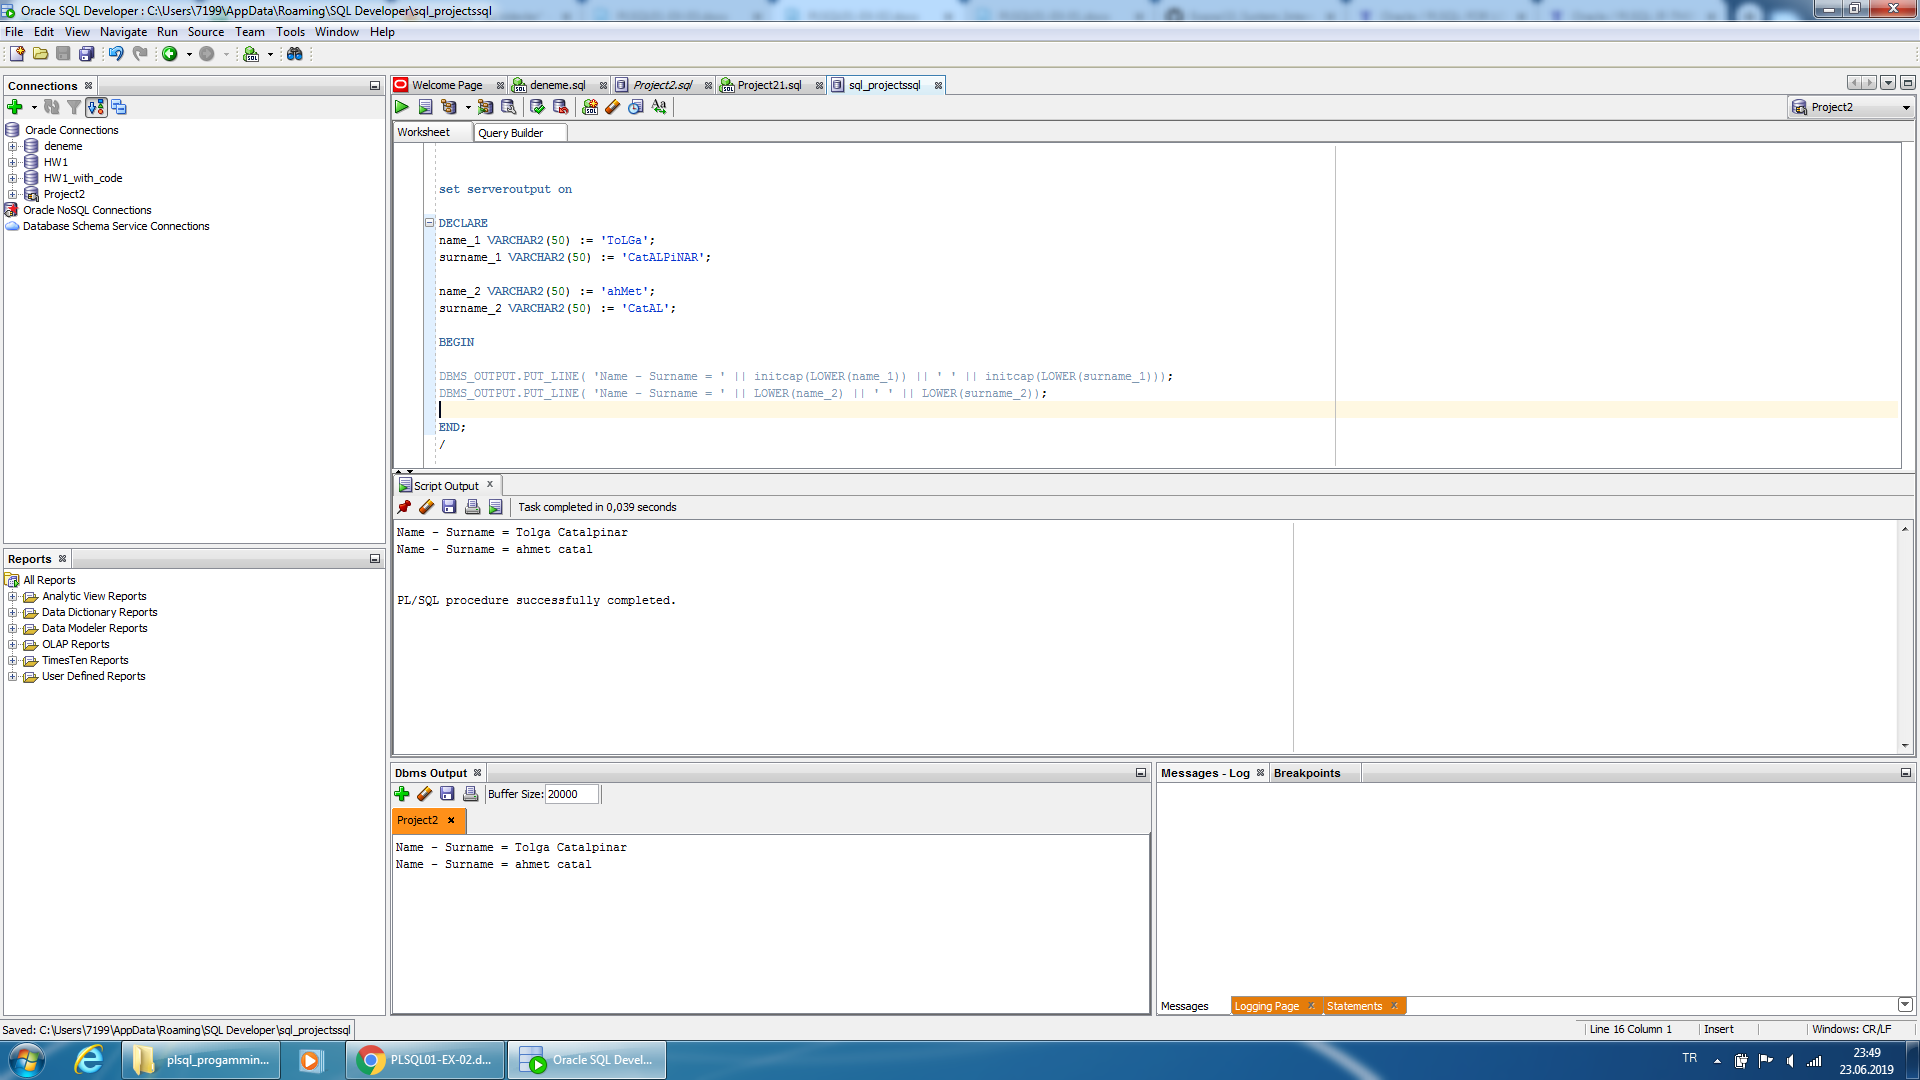 Oracle SQL Developer : C:\Users\7199\AppData\Roaming\SQL Developer\sql_projectssql
File Edit View Navigate Run Source Team Tools Window Help
Connections
Oracle Connections
deneme
HW1
HW1_with_code
Project2
Oracle NoSQL Connections
Database Schema Service Connections
Reports
All Reports
Analytic View Reports
Data Dictionary Reports
Data Modeler Reports
OLAP Reports
TimesTen Reports
User Defined Reports
Welcome Page deneme.sql Project2.sql Project21.sql sql_projectssql
Project2
Worksheet Query Builder
set serveroutput on
DECLARE
name_1 VARCHAR2(50) := 'ToLGa';
surname_1 VARCHAR2(50) := 'CatALPiNAR';
name_2 VARCHAR2(50) := 'ahMet';
surname_2 VARCHAR2(50) := 'CatAL';
BEGIN
DBMS_OUTPUT.PUT_LINE( 'Name - Surname = ' || initcap(LOWER(name_1)) || ' ' || initcap(LOWER(surname_1)));
DBMS_OUTPUT.PUT_LINE( 'Name - Surname = ' || LOWER(name_2) || ' ' || LOWER(surname_2));
END;
/
Script Output
Task completed in 0,039 seconds
Name - Surname = Tolga Catalpinar
Name - Surname = ahmet catal
PL/SQL procedure successfully completed.
Dbms Output
Buffer Size: 20000
Project2
Name - Surname = Tolga Catalpinar
Name - Surname = ahmet catal
Messages - Log Breakpoints
Messages Logging Page Statements
Saved: C:\Users\7199\AppData\Roaming\SQL Developer\sql_projectssql
Line 16 Column 1 Insert Windows: CR/LF
plsql_progammin... PLSQL01-EX-02.d... Oracle SQL Devel...
TR
23:49
23.06.2019